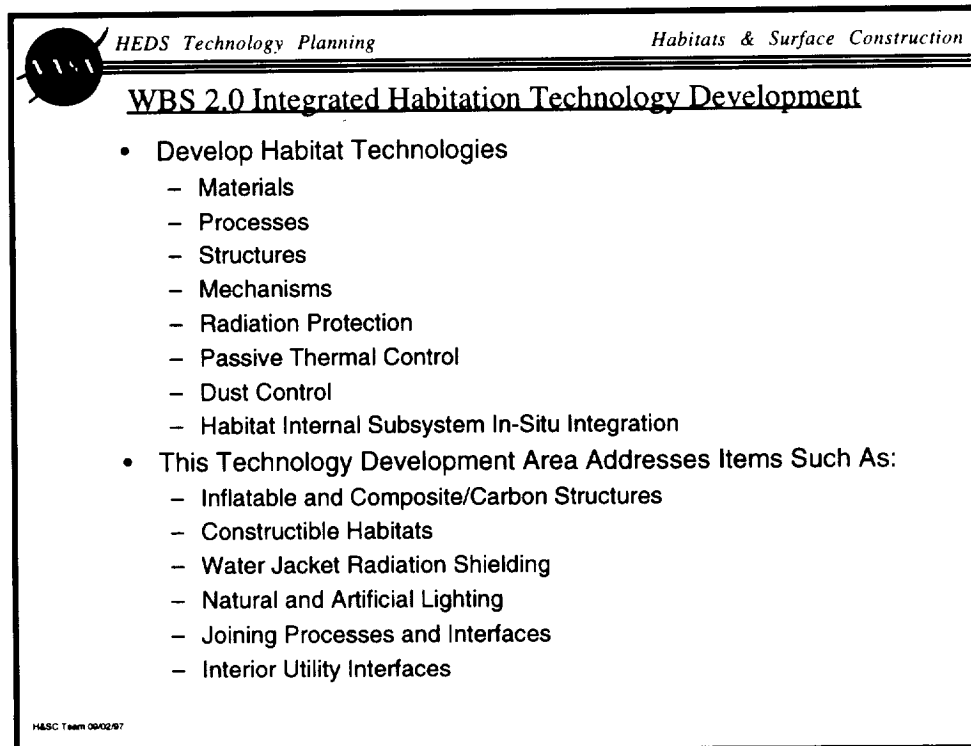 HEDS Technology Planning
Habitats & Surface Construction
WBS 2.0 Integrated Habitation Technology Development
• Develop Habitat Technologies
– Materials
– Processes
– Structures
– Mechanisms
– Radiation Protection
– Passive Thermal Control
– Dust Control
– Habitat Internal Subsystem In-Situ Integration
• This Technology Development Area Addresses Items Such As:
– Inflatable and Composite/Carbon Structures
– Constructible Habitats
– Water Jacket Radiation Shielding
– Natural and Artificial Lighting
– Joining Processes and Interfaces
– Interior Utility Interfaces
H&SC Team 09/02/97